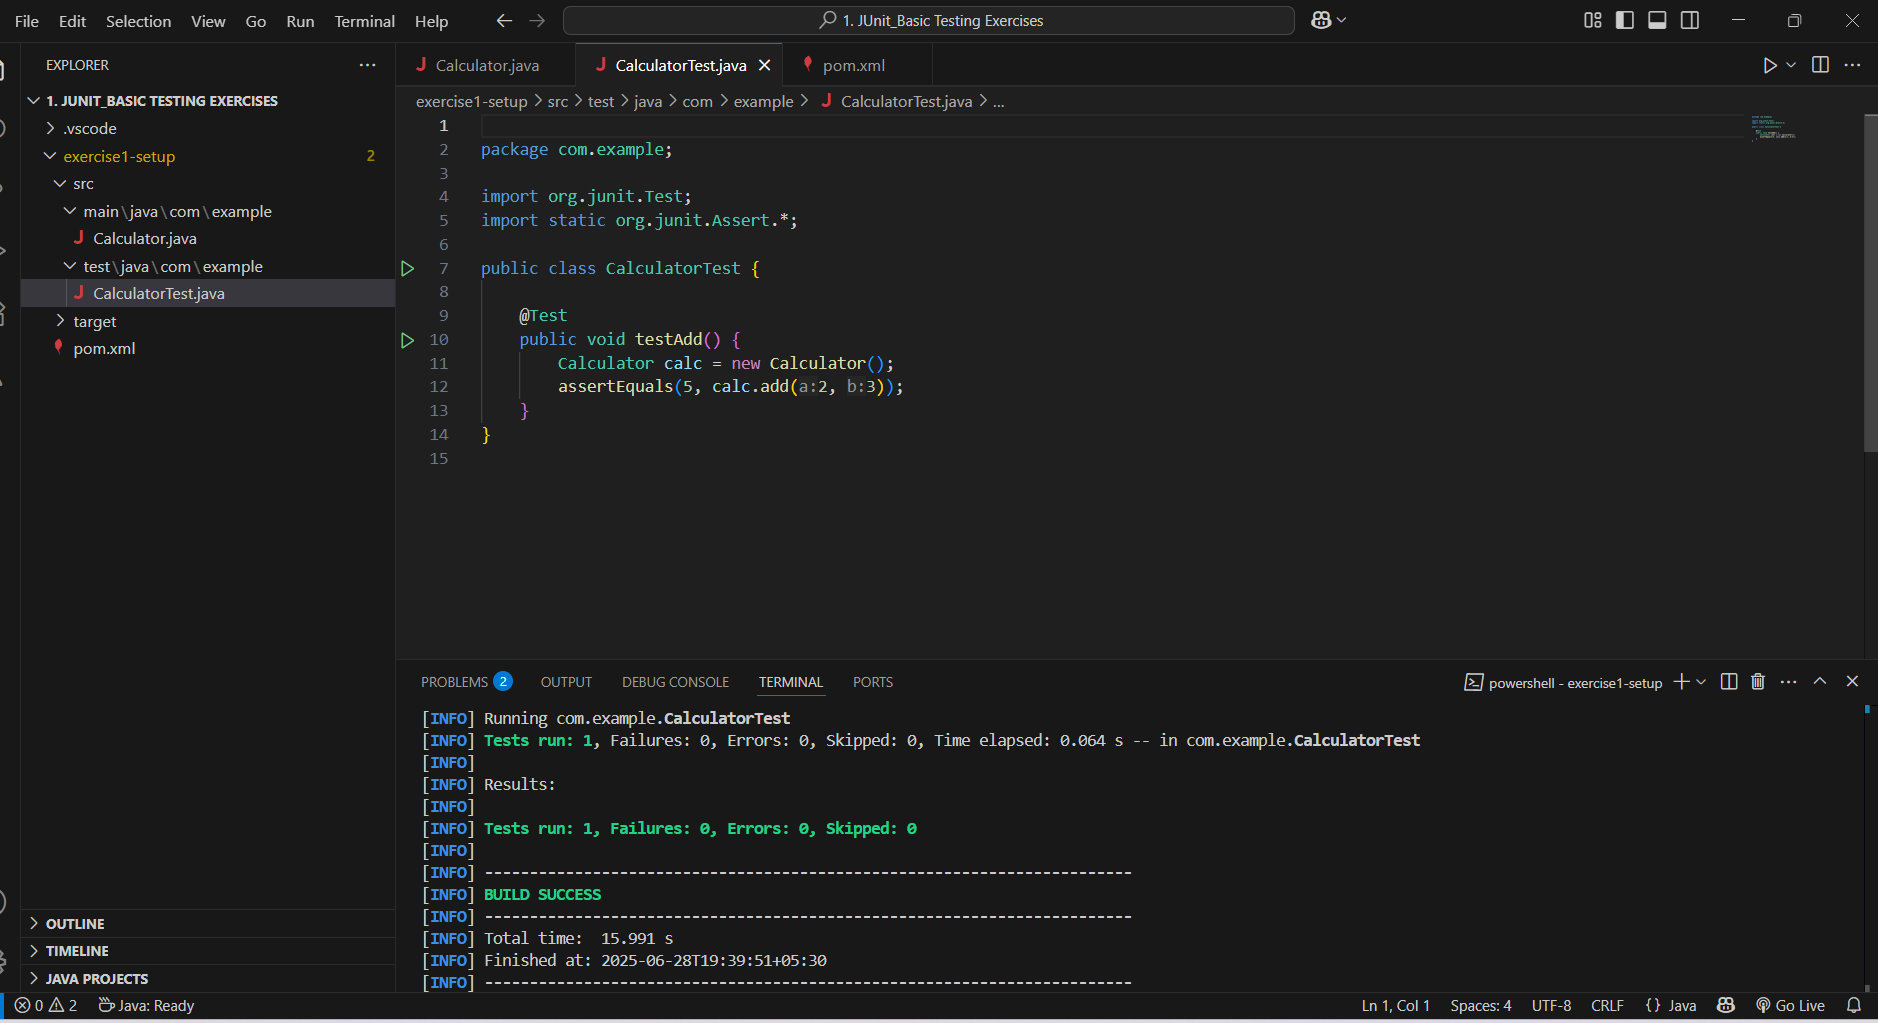 File Edit Selection View Go Run Terminal Help
1. JUnit_Basic Testing Exercises
EXPLORER
1. JUNIT_BASIC TESTING EXERCISES
.vscode
exercise1-setup 2
src
main\java\com\example
Calculator.java
test\java\com\example
CalculatorTest.java
target
pom.xml
OUTLINE
TIMELINE
JAVA PROJECTS
Calculator.java CalculatorTest.java pom.xml
exercise1-setup > src > test > java > com > example > CalculatorTest.java > ...
1
2 package com.example;
3
4 import org.junit.Test;
5 import static org.junit.Assert.*;
6
7 public class CalculatorTest {
8
9 @Test
10 public void testAdd() {
11 Calculator calc = new Calculator();
12 assertEquals(5, calc.add(a:2, b:3));
13 }
14 }
15
PROBLEMS 2 OUTPUT DEBUG CONSOLE TERMINAL PORTS
powershell - exercise1-setup
[INFO] Running com.example.CalculatorTest
[INFO] Tests run: 1, Failures: 0, Errors: 0, Skipped: 0, Time elapsed: 0.064 s -- in com.example.CalculatorTest
[INFO]
[INFO] Results:
[INFO]
[INFO] Tests run: 1, Failures: 0, Errors: 0, Skipped: 0
[INFO]
[INFO] ------------------------------------------------------------------------
[INFO] BUILD SUCCESS
[INFO] ------------------------------------------------------------------------
[INFO] Total time:  15.991 s
[INFO] Finished at: 2025-06-28T19:39:51+05:30
[INFO] ------------------------------------------------------------------------
0 2 Java: Ready
Ln 1, Col 1 Spaces: 4 UTF-8 CRLF {} Java Go Live